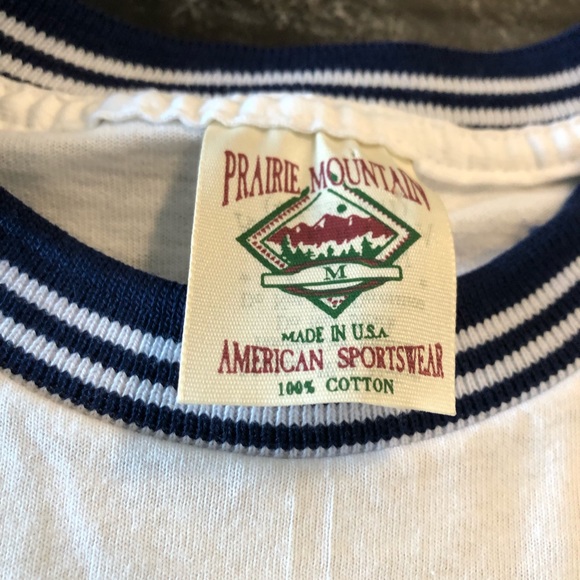 PRAIRIE MOUNTAIN
M
MADE IN U.S.A
AMERICAN SPORTSWEAR
100% COTTON